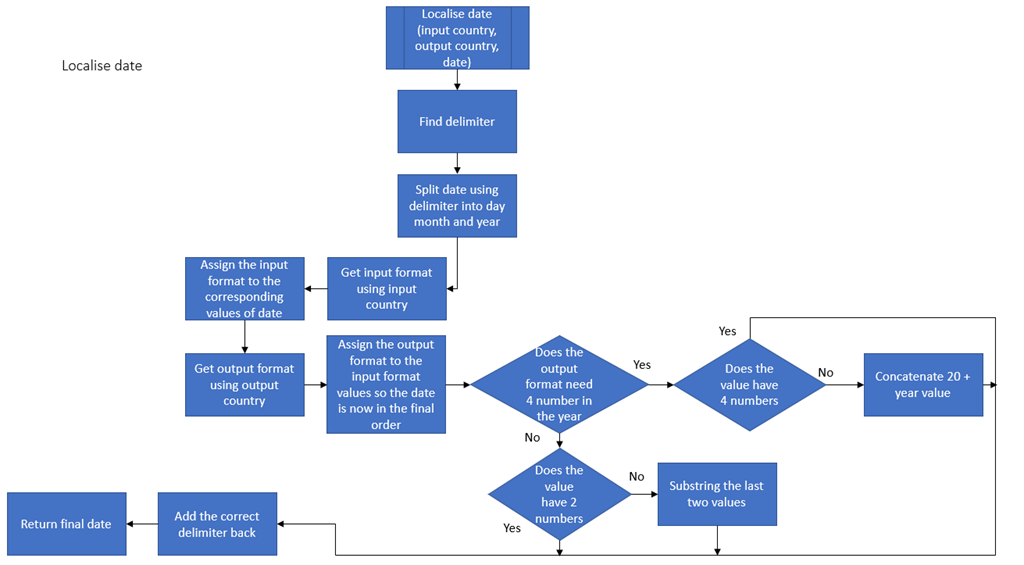 Localise date
(input country,
output country,
date)
Localise date
Find delimiter
Split date using
delimiter into day
month and year
Assign the input
format to the
corresponding
values of date
Get input format
using input
country
Get output format
using output
country
Assign the output
format to the
input format
values so the date
is now in the final
order
Does the
output
format need
4 number in
the year
Yes
No
Does the
value have
4 numbers
Yes
No
Concatenate 20 +
year value
Does the
value
have 2
numbers
No
Yes
Substring the last
two values
Add the correct
delimiter back
Return final date